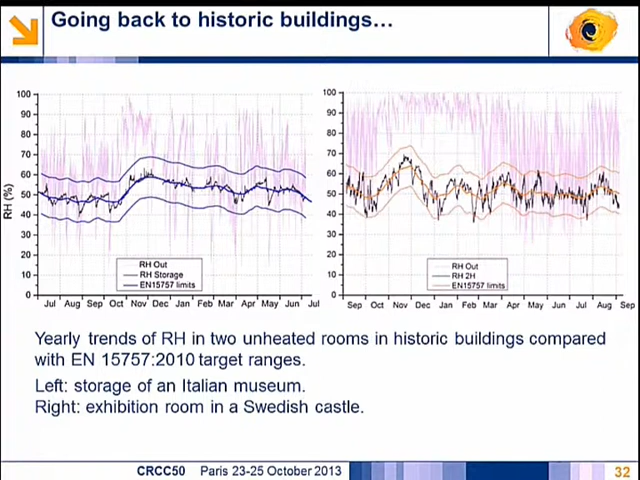 Going back to historic buildings...
100
90
80
70
60
50
40
30
20
10
0
RH (%)
RH Out
RH Storage
EN15757 limits
Jul Aug Sep Oct Nov Dec Jan Feb Mar Apr May Jun Jul
100
90
80
70
60
50
40
30
20
10
0
RH Out
RH 2H
EN15757 limits
Sep Oct Nov Dec Jan Feb Mar Apr May Jun Jul Aug Sep
Yearly trends of RH in two unheated rooms in historic buildings compared
with EN 15757:2010 target ranges.
Left: storage of an Italian museum.
Right: exhibition room in a Swedish castle.
CRCC50 Paris 23-25 October 2013
32